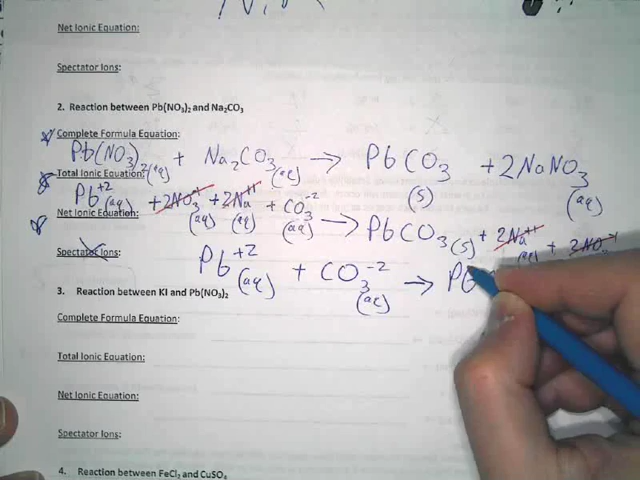 Net Ionic Equation:
Spectator Ions:
2. Reaction between Pb(NO₃)₂ and Na₂CO₃
Complete Formula Equation:
Pb(NO₃)₂(aq) + Na₂CO₃(aq) → PbCO₃(s) + 2NaNO₃(aq)
Total Ionic Equation:
Pb⁺²(aq) + 2NO₃⁻¹(aq) + 2Na⁺¹(aq) + CO₃⁻²(aq) → PbCO₃(s) + 2Na⁺¹(aq) + 2NO₃⁻¹
Net Ionic Equation:
Spectator Ions:
Pb⁺²(aq) + CO₃⁻²(aq) → Pb
3. Reaction between KI and Pb(NO₃)₂
Complete Formula Equation:
Total Ionic Equation:
Net Ionic Equation:
Spectator Ions:
4. Reaction between FeCl₂ and CuSO₄